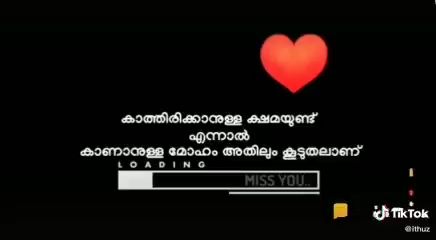 കാത്തിരിക്കാനുള്ള ക്ഷമയുണ്ട്
എന്നാൽ
കാണാനുള്ള മോഹം അതിലും കൂടുതലാണ്
LOADING
MISS YOU..
TikTok
@ithuz